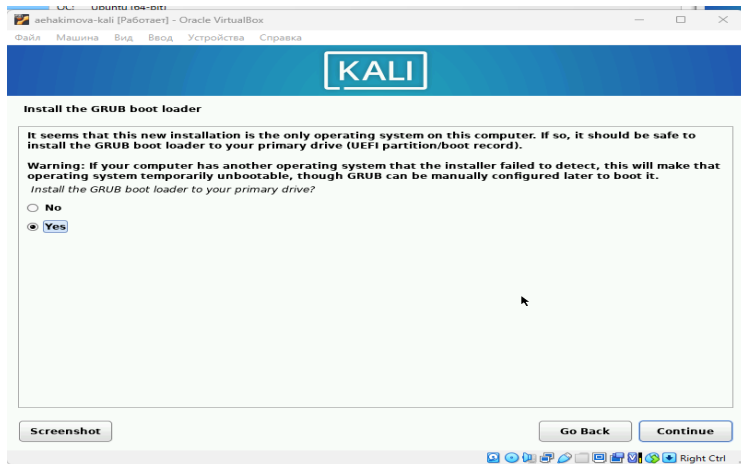 ОС: Ubuntu (64-bit)
aehakimova-kali [Работает] - Oracle VirtualBox
Файл Машина Вид Ввод Устройства Справка
KALI
Install the GRUB boot loader
It seems that this new installation is the only operating system on this computer. If so, it should be safe to
install the GRUB boot loader to your primary drive (UEFI partition/boot record).
Warning: If your computer has another operating system that the installer failed to detect, this will make that
operating system temporarily unbootable, though GRUB can be manually configured later to boot it.
Install the GRUB boot loader to your primary drive?
No
Yes
Screenshot Go Back Continue
Right Ctrl